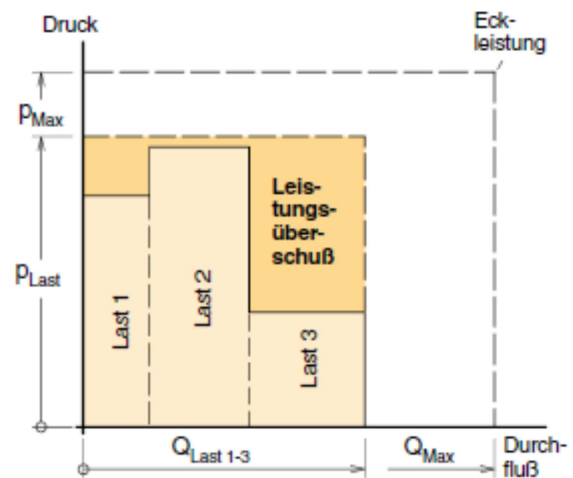 Druck
Eck-
leistung
pMax
Leis-
tungs-
über-
schuß
pLast
Last 1
Last 2
Last 3
QLast 1-3
QMax
Durch-
fluß